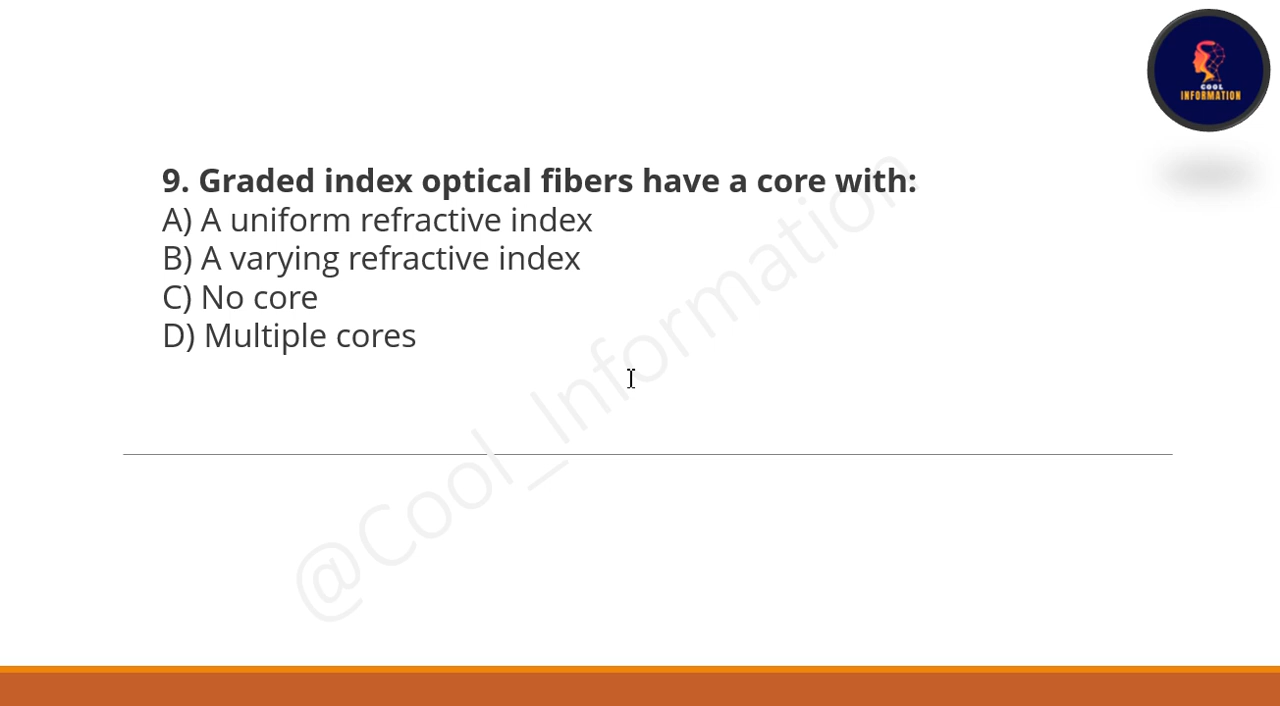 COOL
INFORMATION
9. Graded index optical fibers have a core with:
A) A uniform refractive index
B) A varying refractive index
C) No core
D) Multiple cores
@Cool_Information